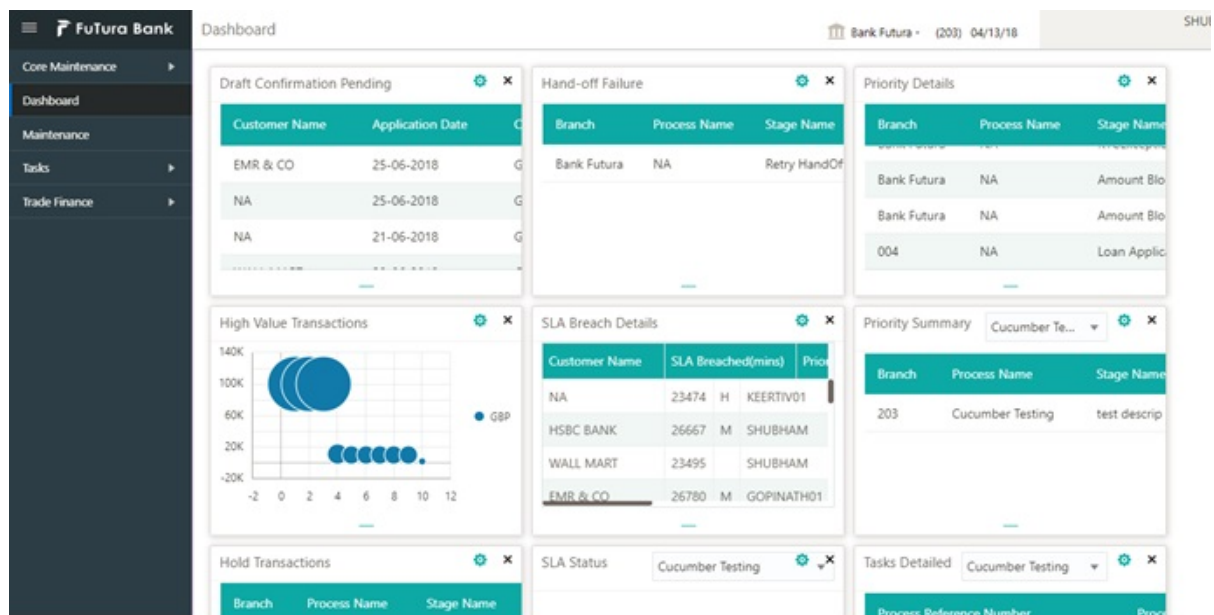 FuTura Bank
Dashboard
Bank Futura - (203) 04/13/18
Core Maintenance
Dashboard
Maintenance
Tasks
Trade Finance
Draft Confirmation Pending
Customer Name Application Date
EMR & CO 25-06-2018
NA 25-06-2018
NA 21-06-2018
Hand-off Failure
Branch Process Name Stage Name
Bank Futura NA Retry HandOf
Priority Details
Branch Process Name Stage Name
Bank Futura NA Amount Blo
Bank Futura NA Amount Blo
004 NA Loan Applic
High Value Transactions
140K
100K
60K
20K
-20K
-2 0 2 4 6 8 10 12
GBP
SLA Breach Details
Customer Name SLA Breached(mins) Prior
NA 23474 H KEERTIV01
HSBC BANK 26667 M SHUBHAM
WALL MART 23495 SHUBHAM
EMR & CO 26780 M GOPINATH01
Priority Summary Cucumber Te...
Branch Process Name Stage Name
203 Cucumber Testing test descrip
Hold Transactions
Branch Process Name Stage Name
SLA Status Cucumber Testing
Tasks Detailed Cucumber Testing
Process Reference Number Proce